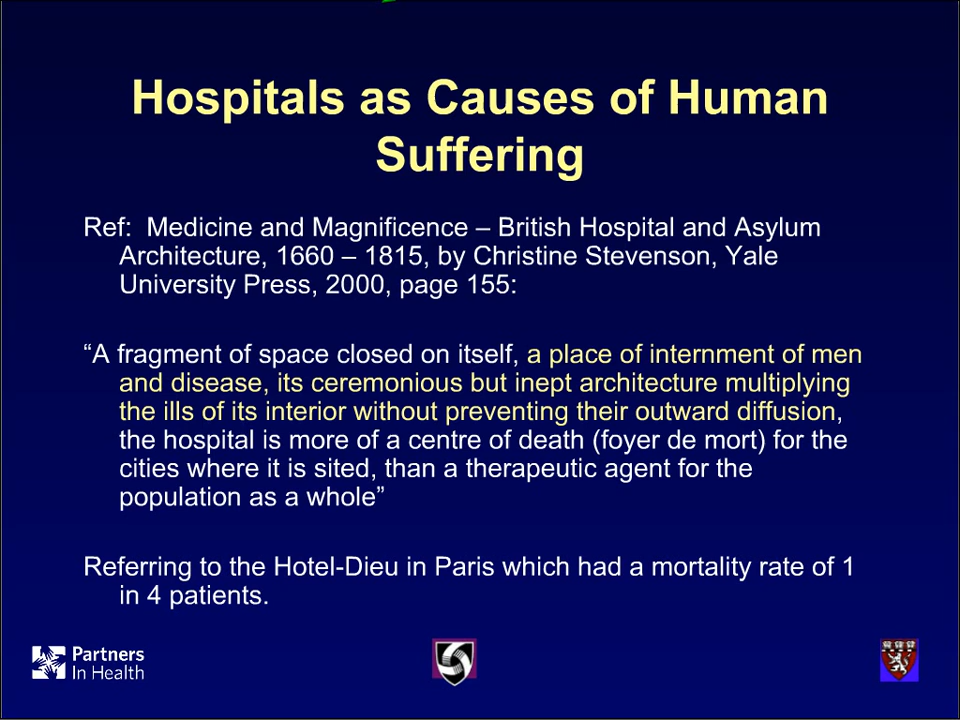 Hospitals as Causes of Human
Suffering
Ref:  Medicine and Magnificence – British Hospital and Asylum
Architecture, 1660 – 1815, by Christine Stevenson, Yale
University Press, 2000, page 155:
“A fragment of space closed on itself, a place of internment of men
and disease, its ceremonious but inept architecture multiplying
the ills of its interior without preventing their outward diffusion,
the hospital is more of a centre of death (foyer de mort) for the
cities where it is sited, than a therapeutic agent for the
population as a whole”
Referring to the Hotel-Dieu in Paris which had a mortality rate of 1
in 4 patients.
Partners
In Health